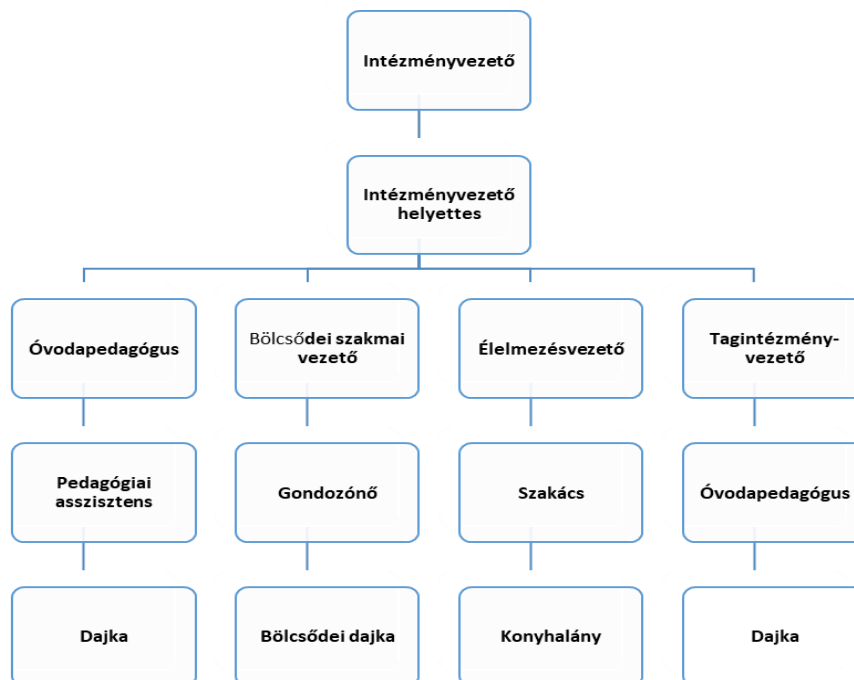 Intézményvezető
Intézményvezető
helyettes
Óvodapedagógus
Bölcsődei szakmai
vezető
Élelmezésvezető
Tagintézmény-
vezető
Pedagógiai
asszisztens
Gondozónő
Szakács
Óvodapedagógus
Dajka
Bölcsődei dajka
Konyhalány
Dajka